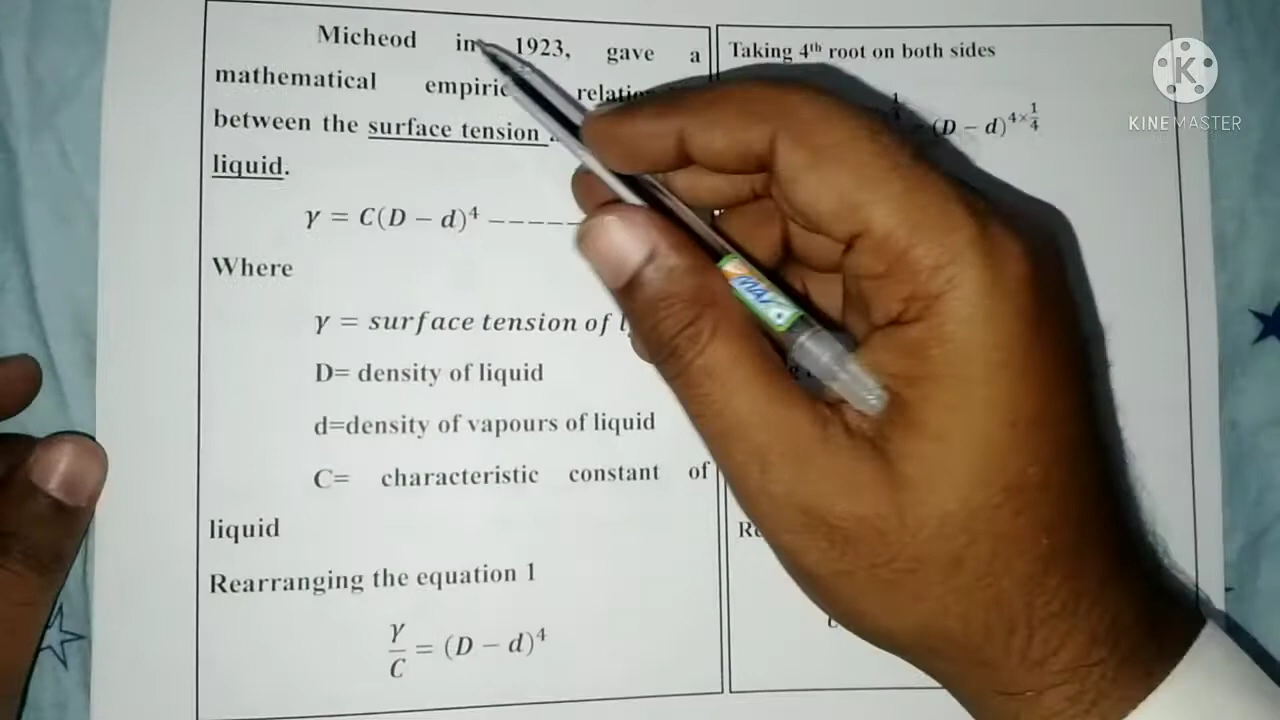 Micheod in 1923, gave a
mathematical
between the surface tension
liquid.
γ = C(D − d)⁴ −−−−−
Where
γ = surface tension of
D= density of liquid
d=density of vapours of liquid
C= characteristic constant of
liquid
Rearranging the equation 1
γ/C = (D − d)⁴
Taking 4ᵗʰ root on both sides
(D − d)^{4×1/4}
K
KINEMASTER